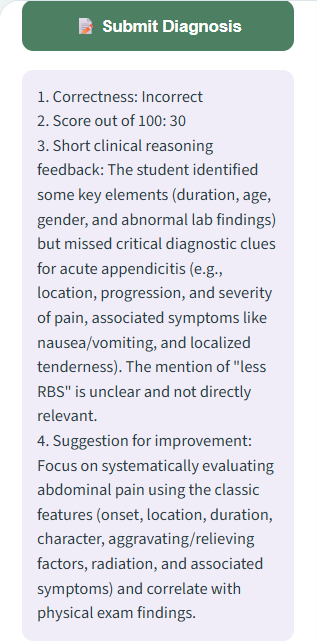 Submit Diagnosis
1. Correctness: Incorrect
2. Score out of 100: 30
3. Short clinical reasoning
feedback: The student identified
some key elements (duration, age,
gender, and abnormal lab findings)
but missed critical diagnostic clues
for acute appendicitis (e.g.,
location, progression, and severity
of pain, associated symptoms like
nausea/vomiting, and localized
tenderness). The mention of "less
RBS" is unclear and not directly
relevant.
4. Suggestion for improvement:
Focus on systematically evaluating
abdominal pain using the classic
features (onset, location, duration,
character, aggravating/relieving
factors, radiation, and associated
symptoms) and correlate with
physical exam findings.